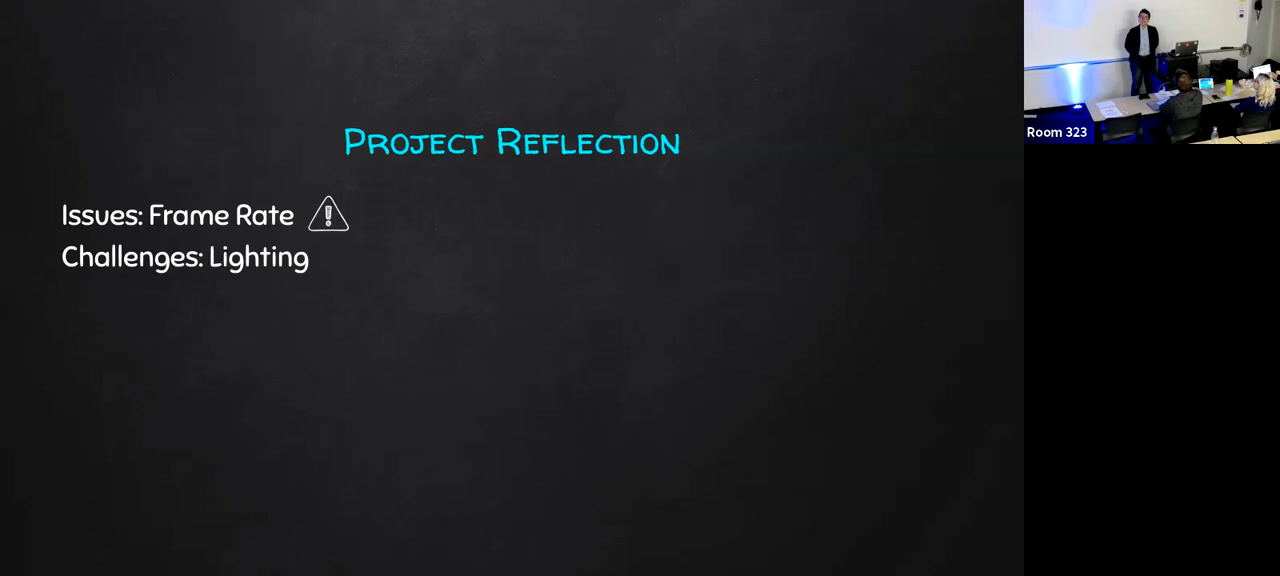 Project Reflection
Issues: Frame Rate
Challenges: Lighting
Room 323